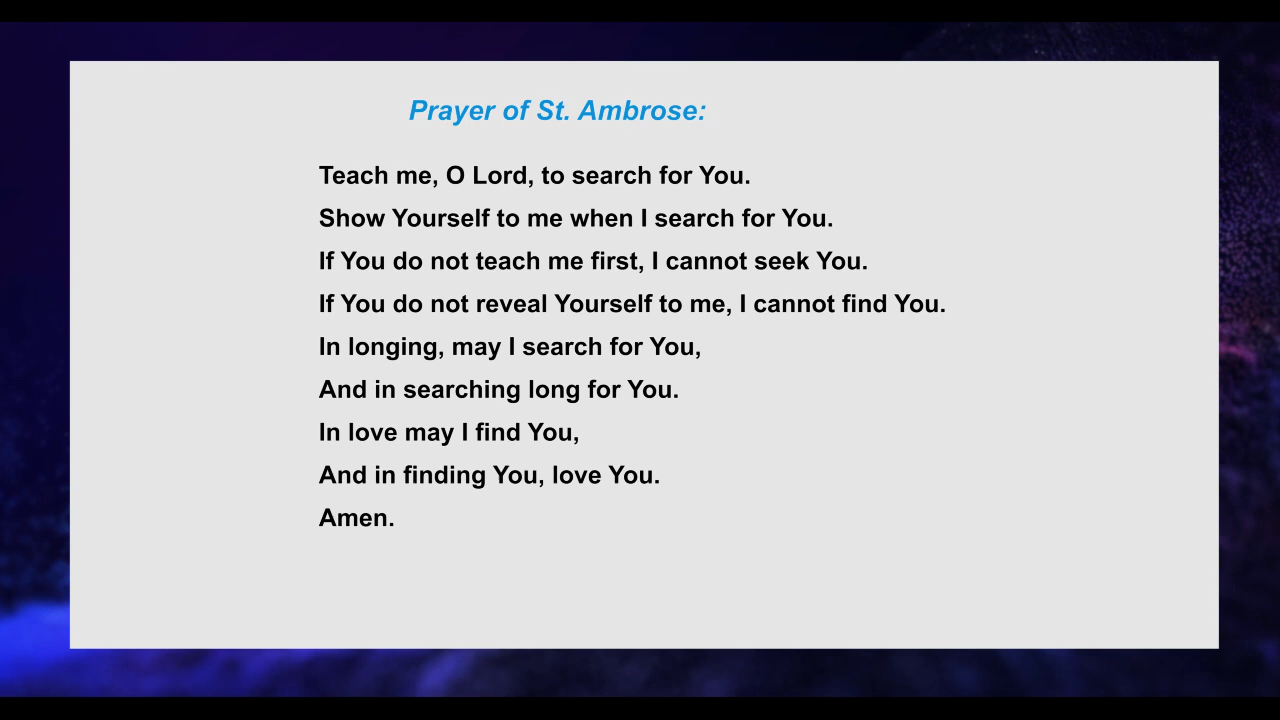 Prayer of St. Ambrose:
Teach me, O Lord, to search for You.
Show Yourself to me when I search for You.
If You do not teach me first, I cannot seek You.
If You do not reveal Yourself to me, I cannot find You.
In longing, may I search for You,
And in searching long for You.
In love may I find You,
And in finding You, love You.
Amen.